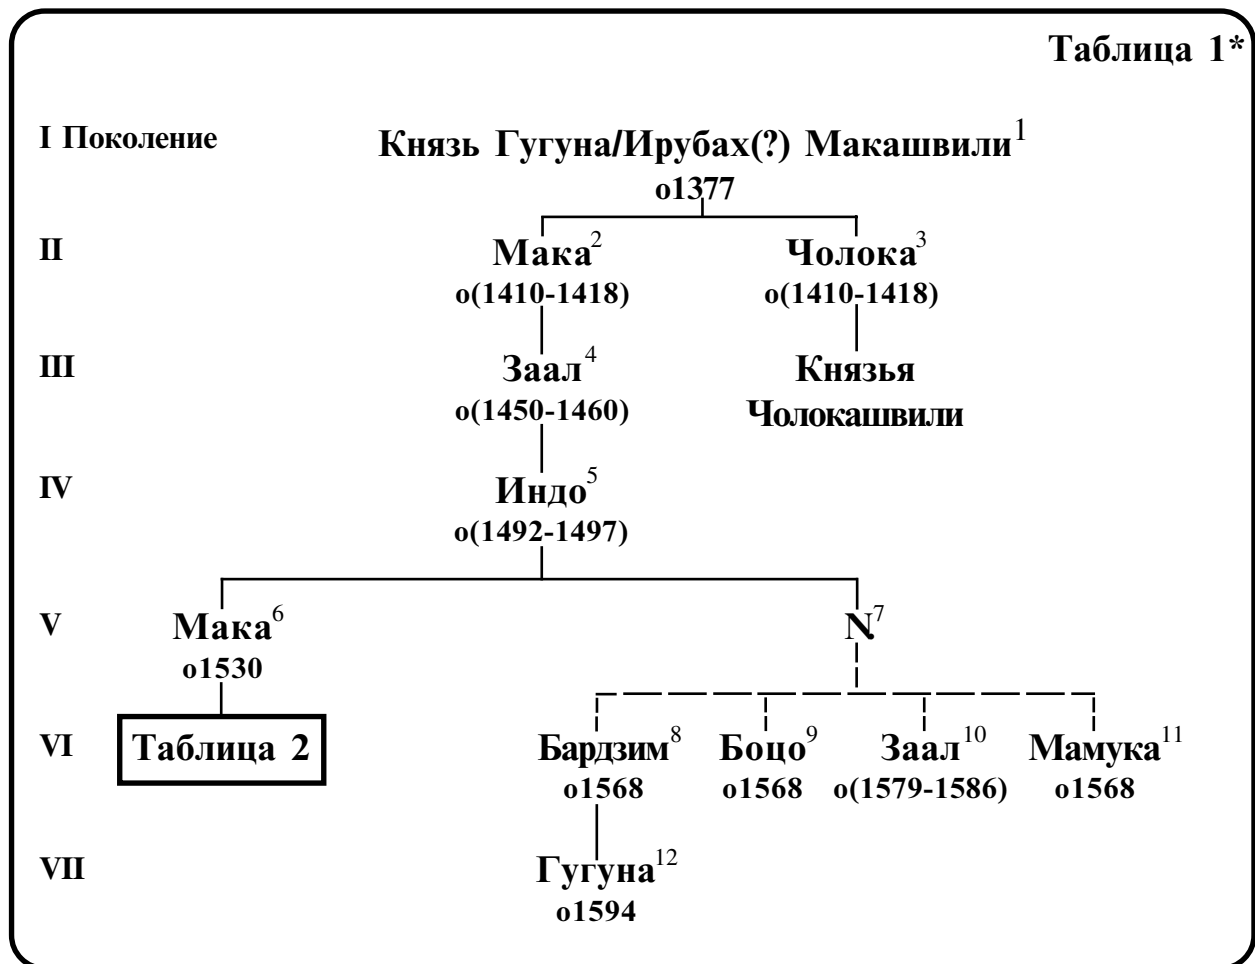 Таблица 1*
I Поколение Князь Гугуна/Ирубах(?) Макашвили1
о1377
II Мака2 Чолока3
о(1410-1418) о(1410-1418)
III Заал4 Князья
о(1450-1460) Чолокашвили
IV Индо5
о(1492-1497)
V Мака6 N7
о1530
VI Таблица 2 Бардзим8 Боцо9 Заал10 Мамука11
о1568 о1568 о(1579-1586) о1568
VII Гугуна12
о1594